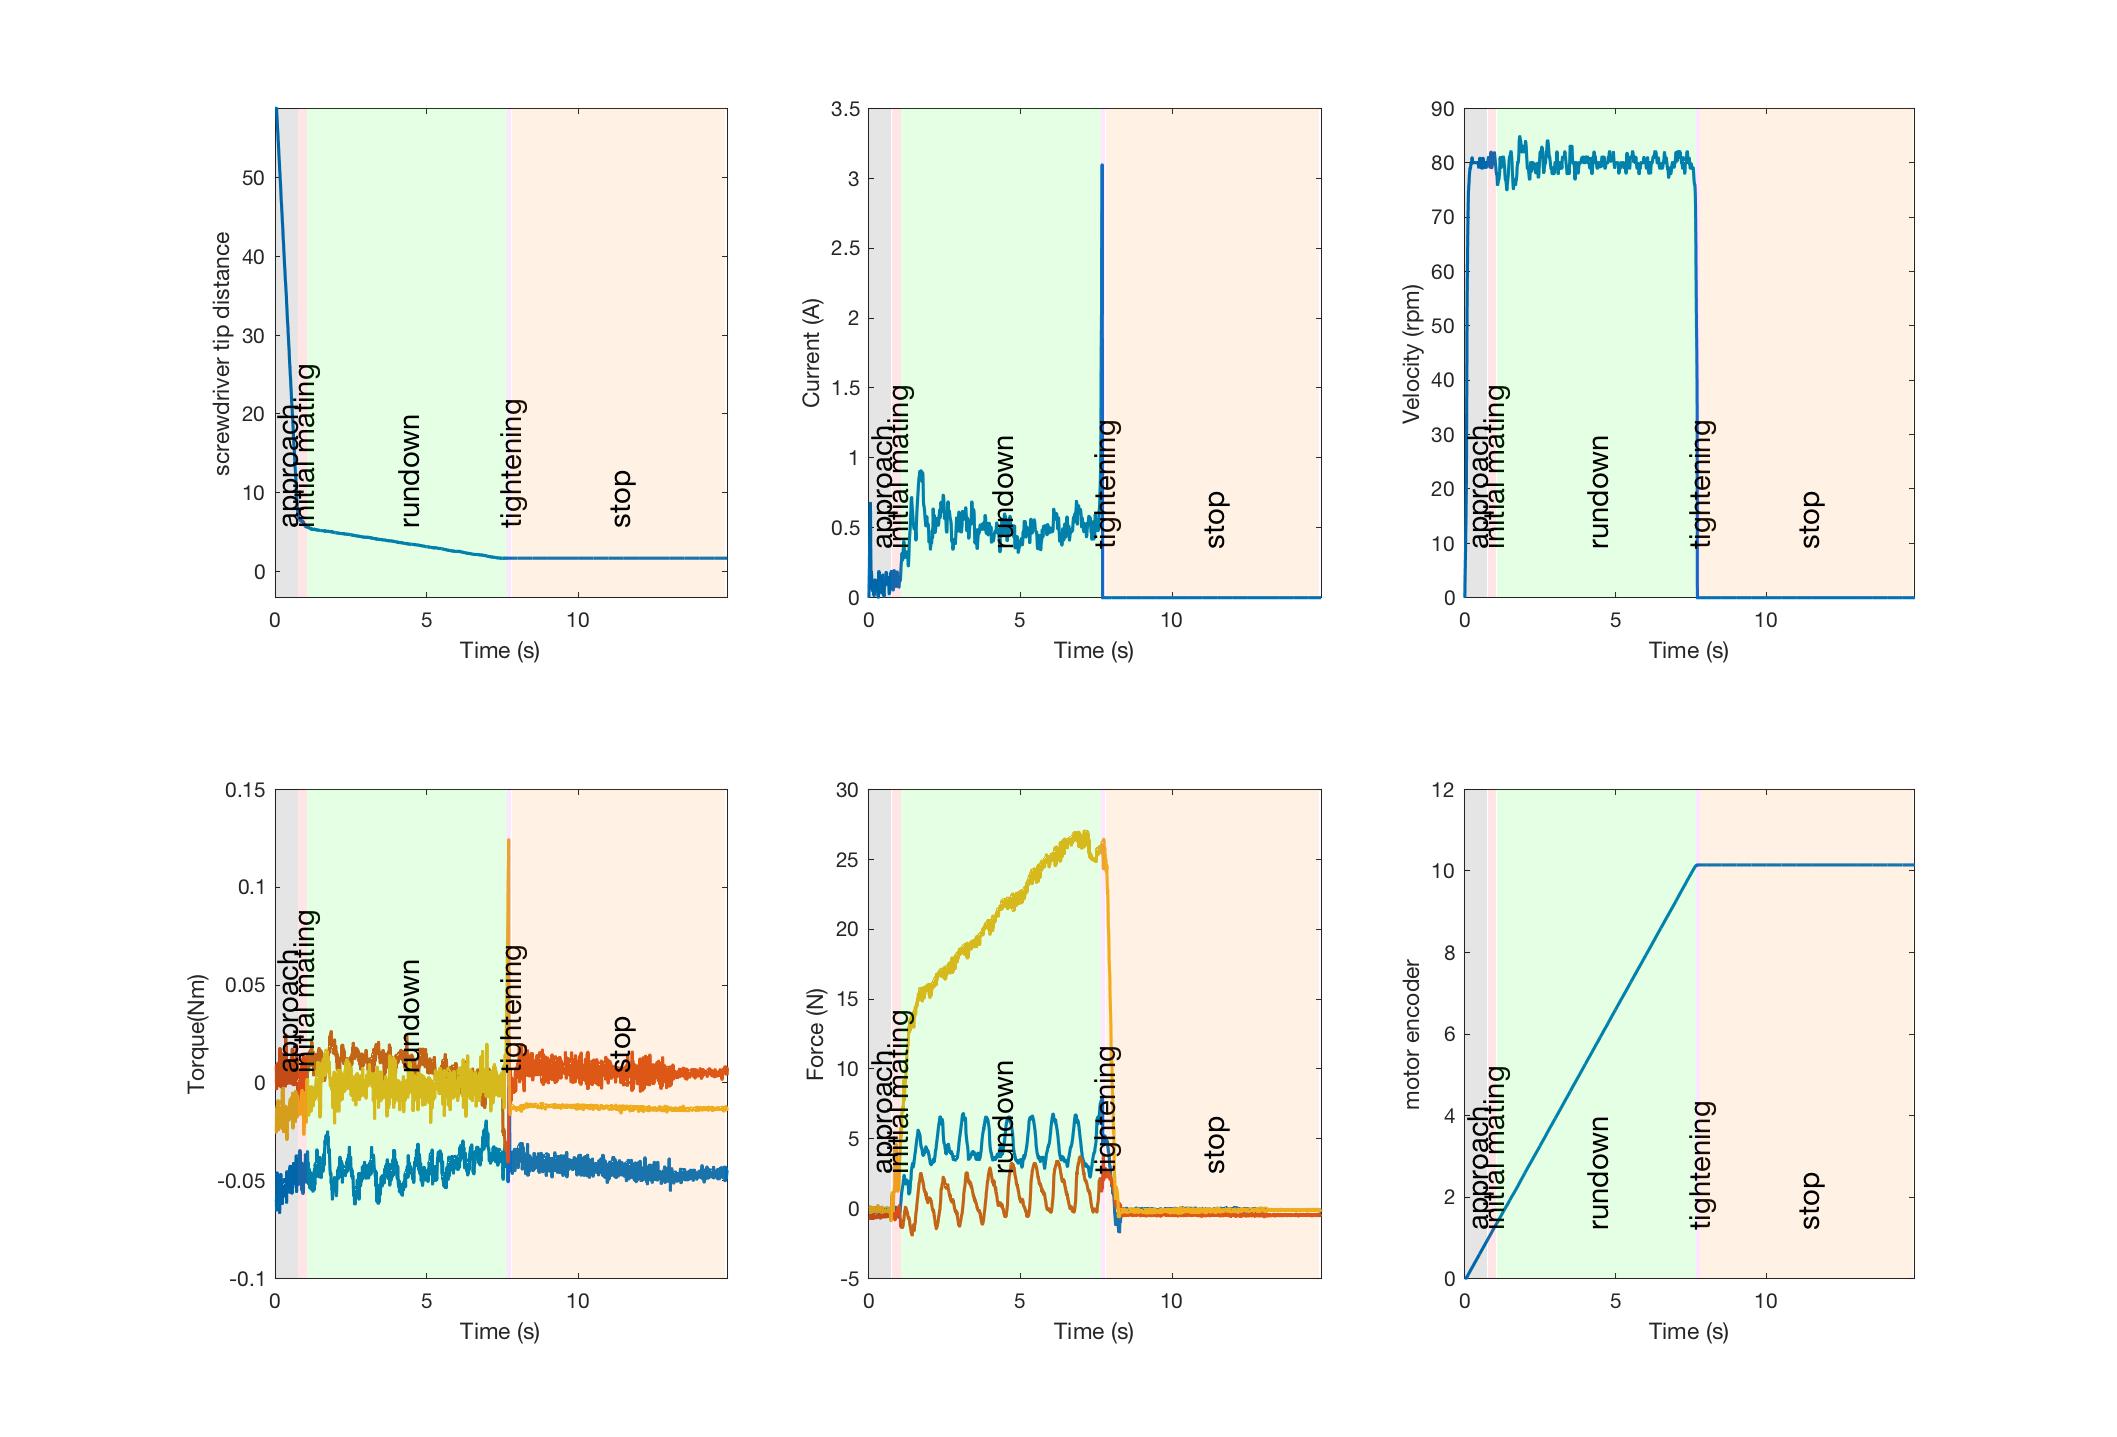 screwdriver tip distance
50
40
30
20
10
0
approach
initial mating
rundown
tightening
stop
0 5 10
Time (s)
Current (A)
3.5
3
2.5
2
1.5
1
0.5
0
approach
initial mating
rundown
tightening
stop
0 5 10
Time (s)
Velocity (rpm)
90
80
70
60
50
40
30
20
10
0
approach
initial mating
rundown
tightening
stop
0 5 10
Time (s)
Torque(Nm)
0.15
0.1
0.05
0
-0.05
-0.1
approach
initial mating
rundown
tightening
stop
0 5 10
Time (s)
Force (N)
30
25
20
15
10
5
0
-5
approach
initial mating
rundown
tightening
stop
0 5 10
Time (s)
motor encoder
12
10
8
6
4
2
0
approach
initial mating
rundown
tightening
stop
0 5 10
Time (s)